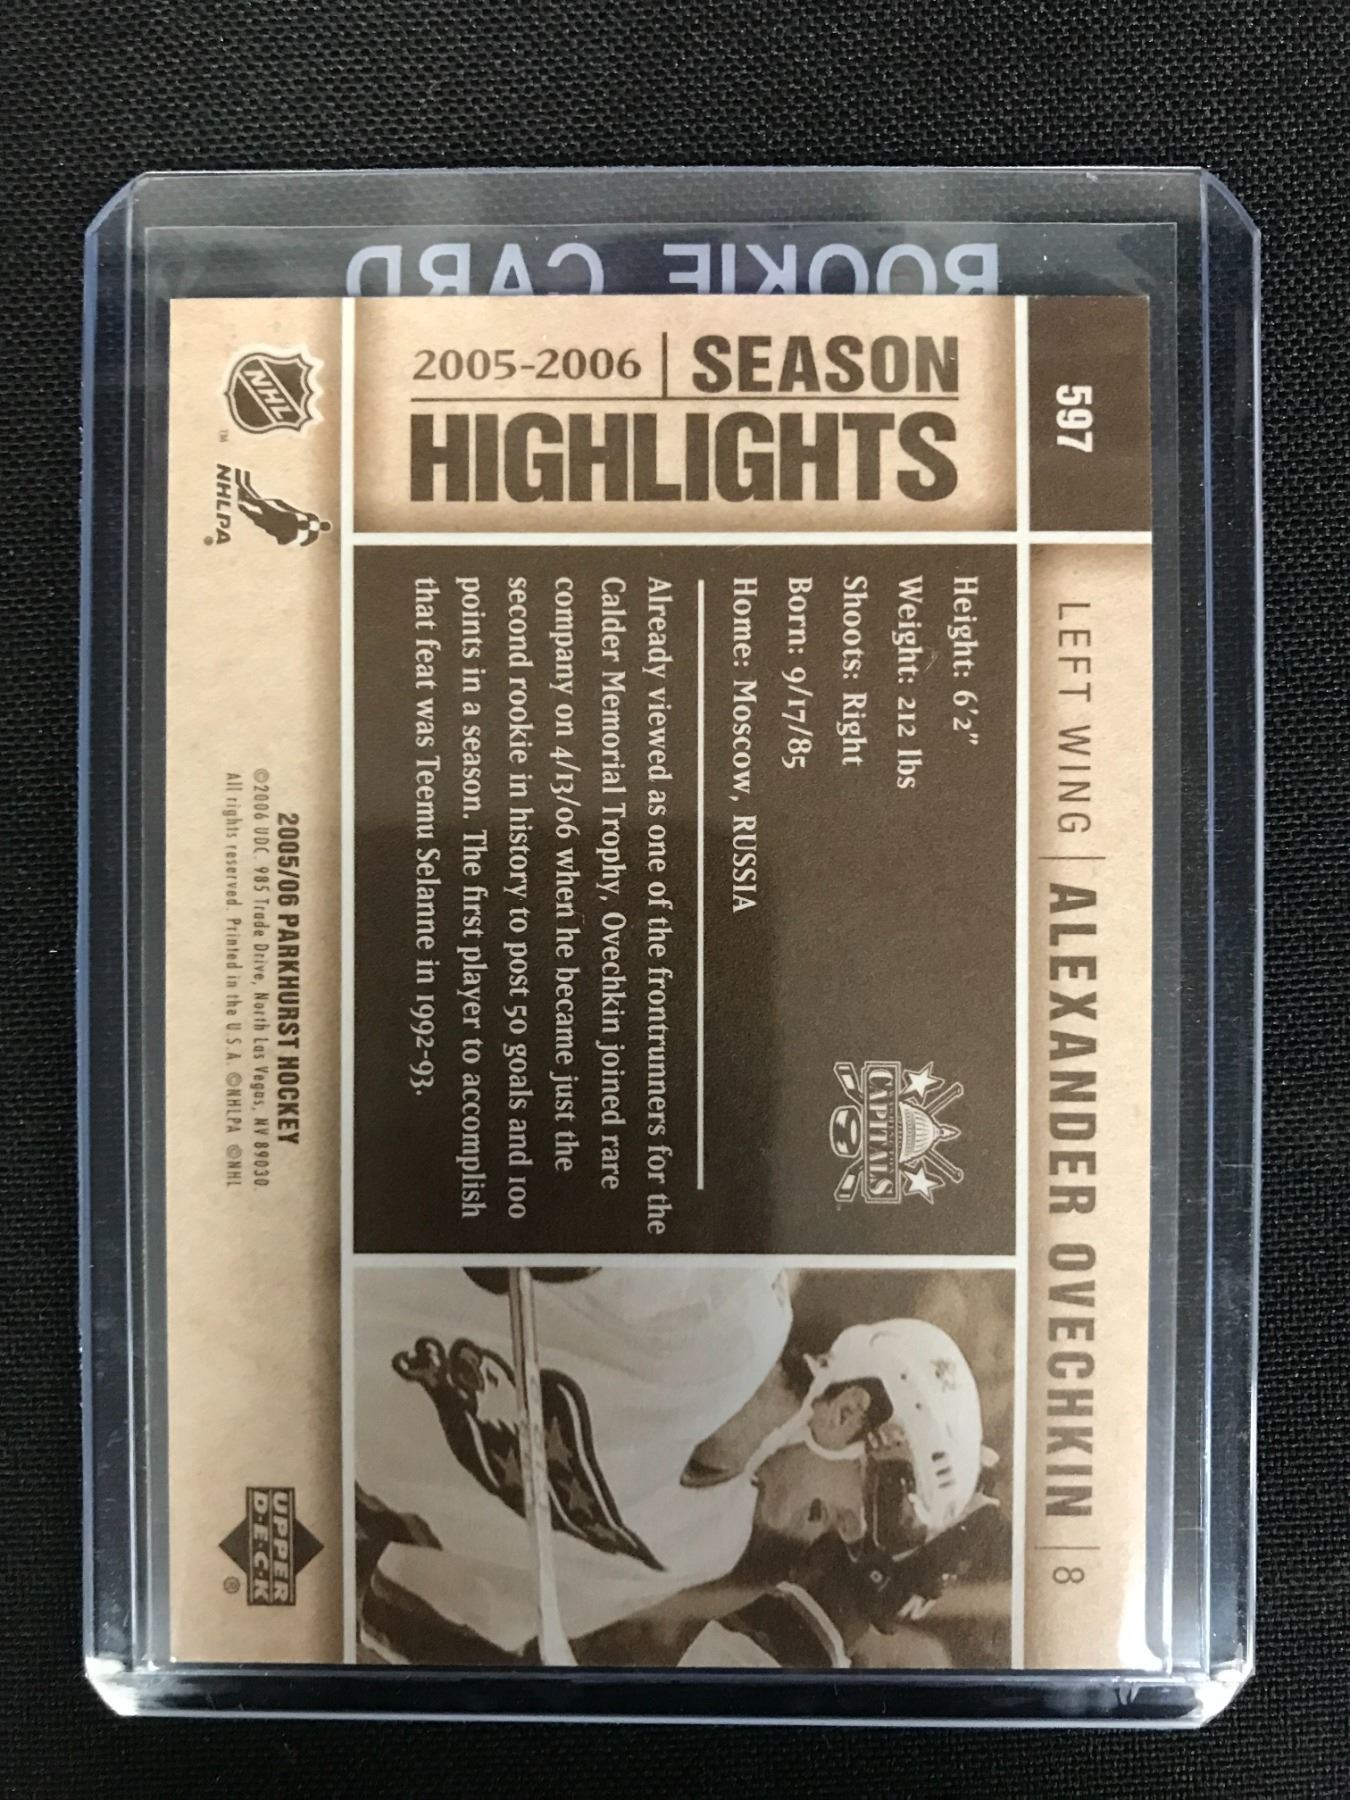 ROOKIE CARD
597
LEFT WING | ALEXANDER OVECHKIN | 8
2005-2006 | SEASON
HIGHLIGHTS
Height: 6'2"
Weight: 212 lbs
Shoots: Right
Born: 9/17/85
Home: Moscow, RUSSIA
CAPITALS
Already viewed as one of the frontrunners for the
Calder Memorial Trophy, Ovechkin joined rare
company on 4/13/06 when he became just the
second rookie in history to post 50 goals and 100
points in a season. The first player to accomplish
that feat was Teemu Selanne in 1992-93.
NHL
TM
NHLPA
®
2005/06 PARKHURST HOCKEY
©2006 UDC. 985 Trade Drive, North Las Vegas, NV 89030.
All rights reserved. Printed in the U.S.A. ©NHLPA ©NHL
UPPER
D·E·C·K
®